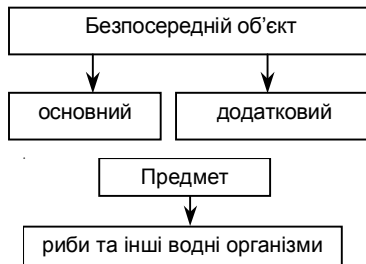 Безпосередній об’єкт
основний
додатковий
Предмет
риби та інші водні організми